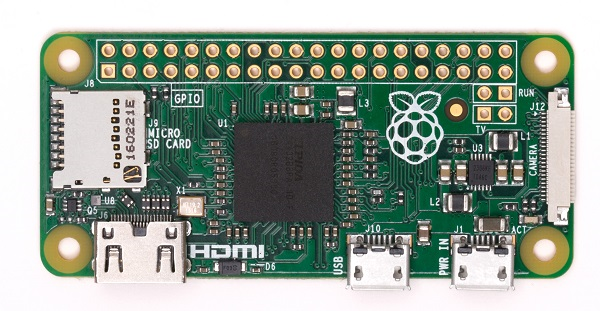 J8
GPIO
L3
RUN
J12
TV
J9
MICRO
SD CARD
160221E
U1
U3
L1
CAMERA
X1
U8
Q5
J6
L2
HDMI
D6
USB
J10
PWR IN
J1
ACT